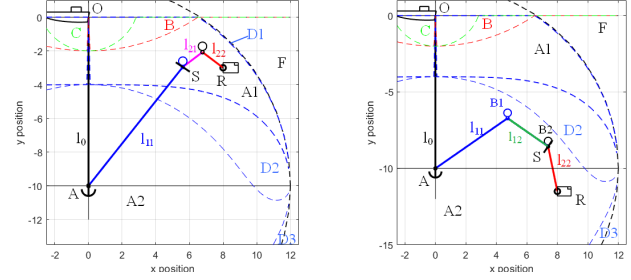 O
B
C
D1
F
l21
l22
A1
S
R
l0
l11
D2
A
A2
D3
0
-2
-4
-6
-8
-10
-12
-2 0 2 4 6 8 10 12
x position
y position
O
F
B
C
A1
B1
D2
l11
l12
B2
S
l0
l22
A
R
A2
D3
0
-5
-10
-15
-2 0 2 4 6 8 10 12
x position
y position